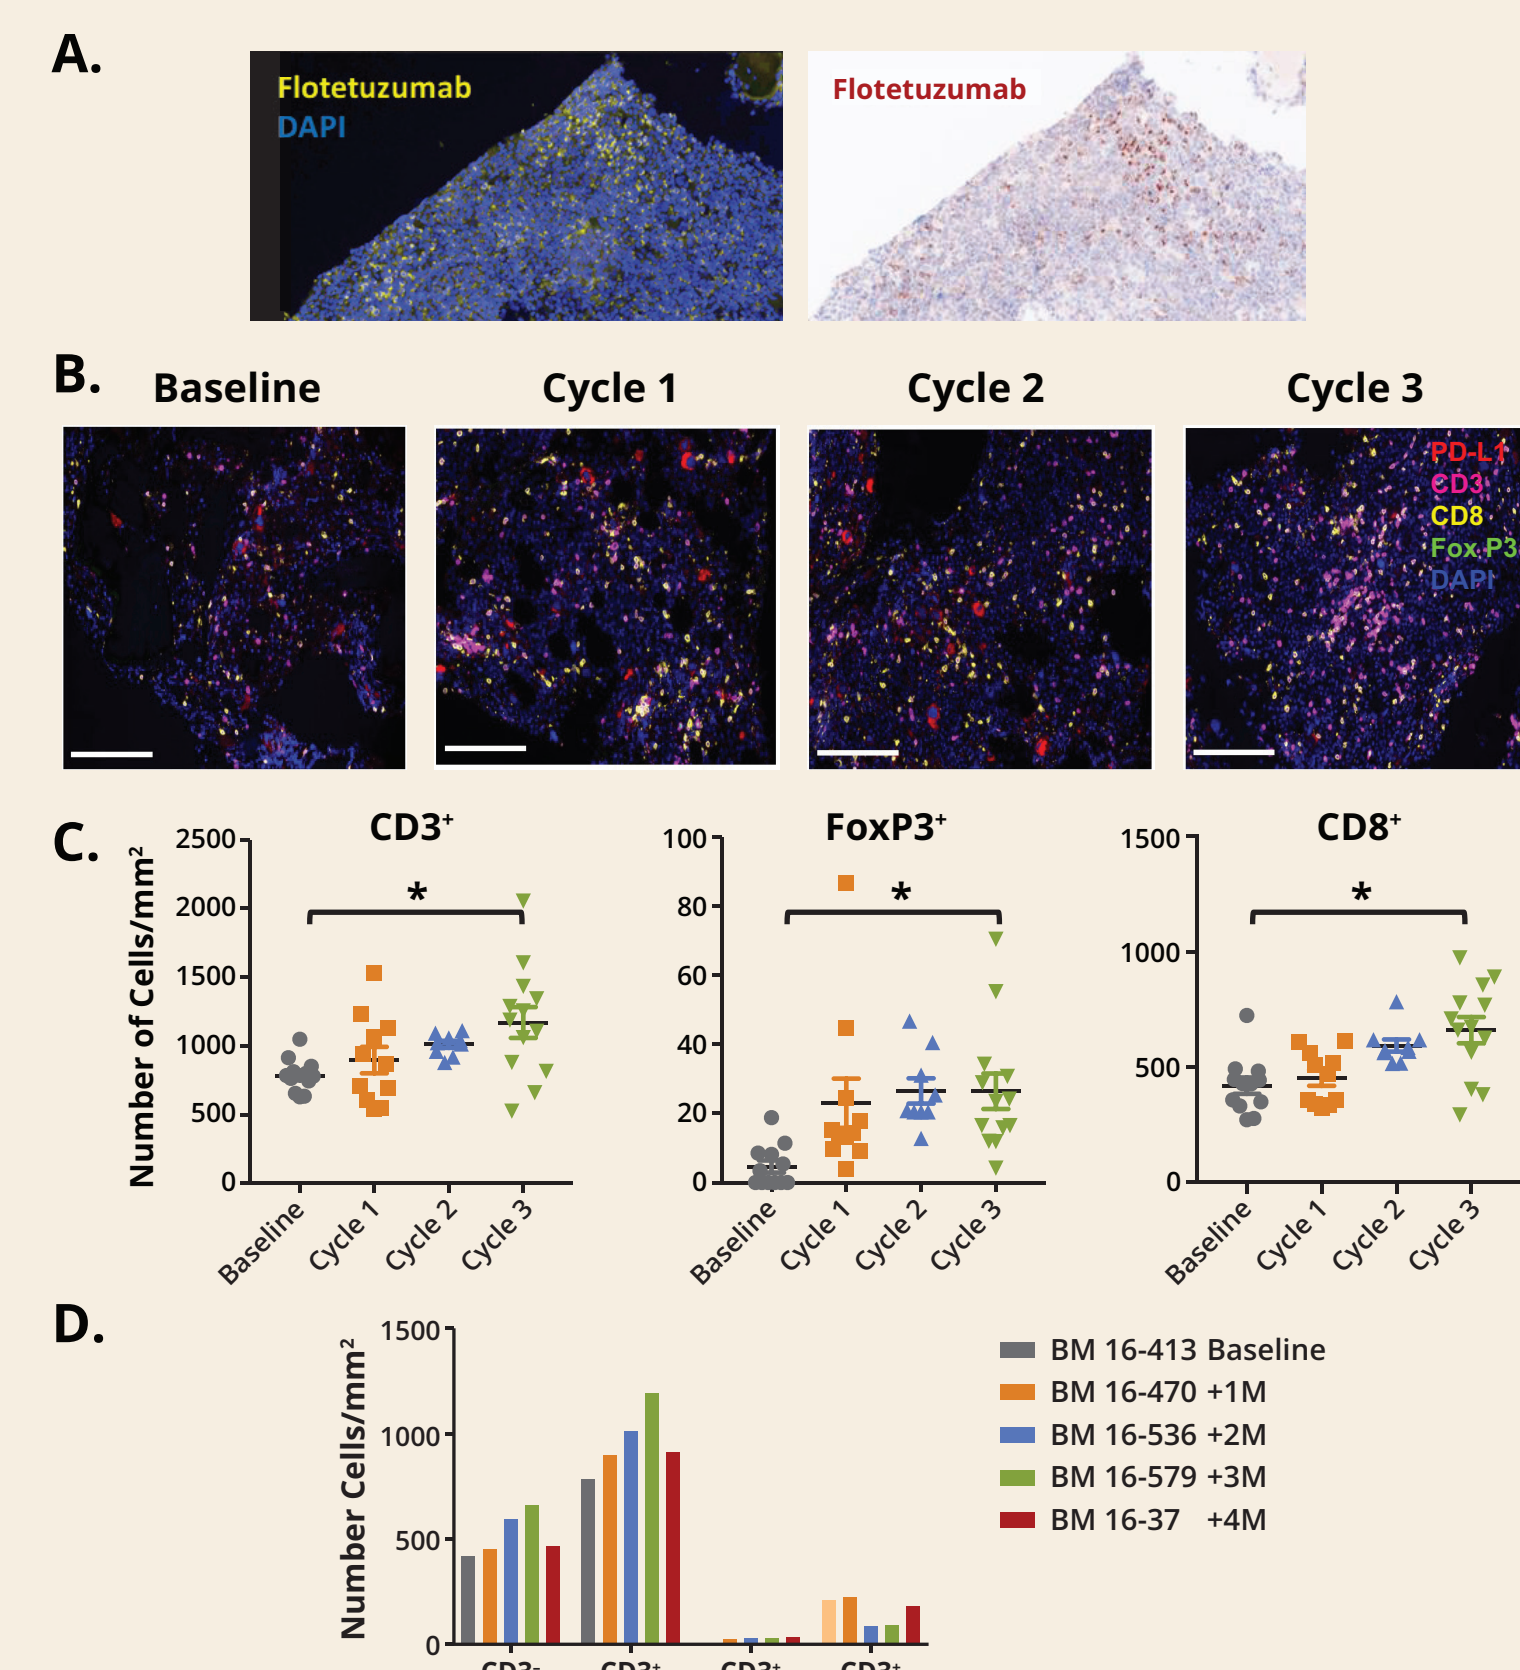 A.
Flotetuzumab
DAPI
Flotetuzumab
B.
Baseline
Cycle 1
Cycle 2
Cycle 3
PD-L1
CD3
CD8
Fox P3
DAPI
C.
Number of Cells/mm²
CD3⁺
2500
2000
1500
1000
500
0
*
Baseline
Cycle 1
Cycle 2
Cycle 3
FoxP3⁺
100
80
60
40
20
0
*
Baseline
Cycle 1
Cycle 2
Cycle 3
CD8⁺
1500
1000
500
0
*
Baseline
Cycle 1
Cycle 2
Cycle 3
D.
Number Cells/mm²
1500
1000
500
0
CD3⁻
CD3⁺
CD3⁺
CD3⁺
BM 16-413 Baseline
BM 16-470 +1M
BM 16-536 +2M
BM 16-579 +3M
BM 16-37 +4M